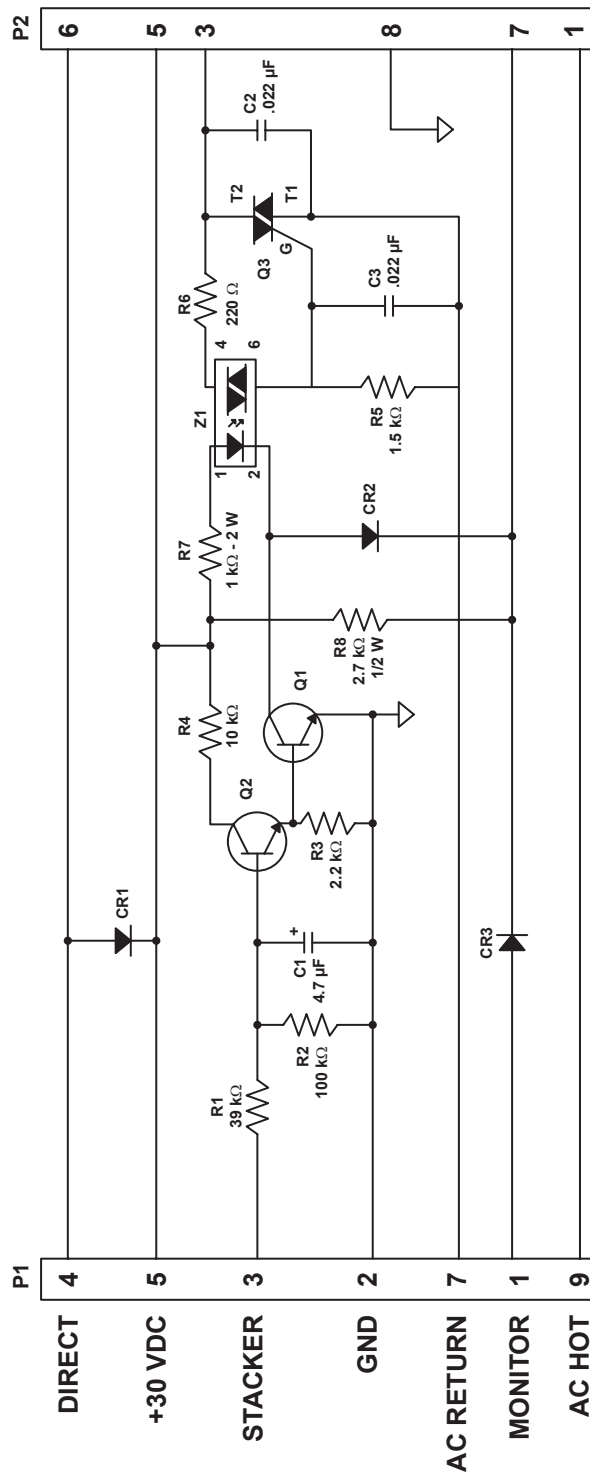 P1
P2
DIRECT
4
6
CR1
+30 VDC
5
5
STACKER
3
3
R1
39 kΩ
R2
100 kΩ
C1
4.7 µF
+
Q2
R3
2.2 kΩ
R4
10 kΩ
Q1
R7
1 kΩ - 2 W
R8
2.7 kΩ
1/2 W
CR2
Z1
1
2
4
6
R6
220 Ω
R5
1.5 kΩ
Q3
G
T2
T1
C3
.022 µF
C2
.022 µF
GND
2
8
AC RETURN
7
MONITOR
1
CR3
7
AC HOT
9
1